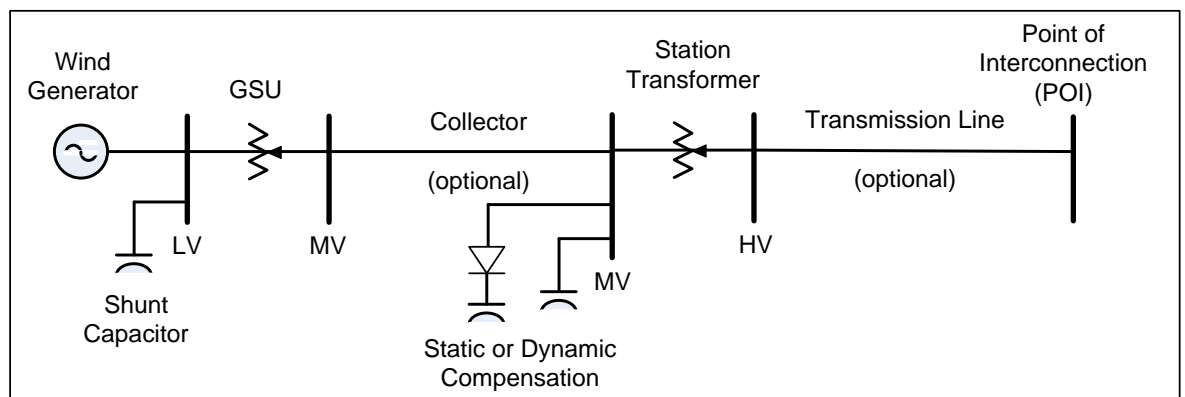 Wind
Generator
GSU
Collector
(optional)
Station
Transformer
Transmission Line
(optional)
Point of
Interconnection
(POI)
LV
MV
MV
HV
Shunt
Capacitor
Static or Dynamic
Compensation